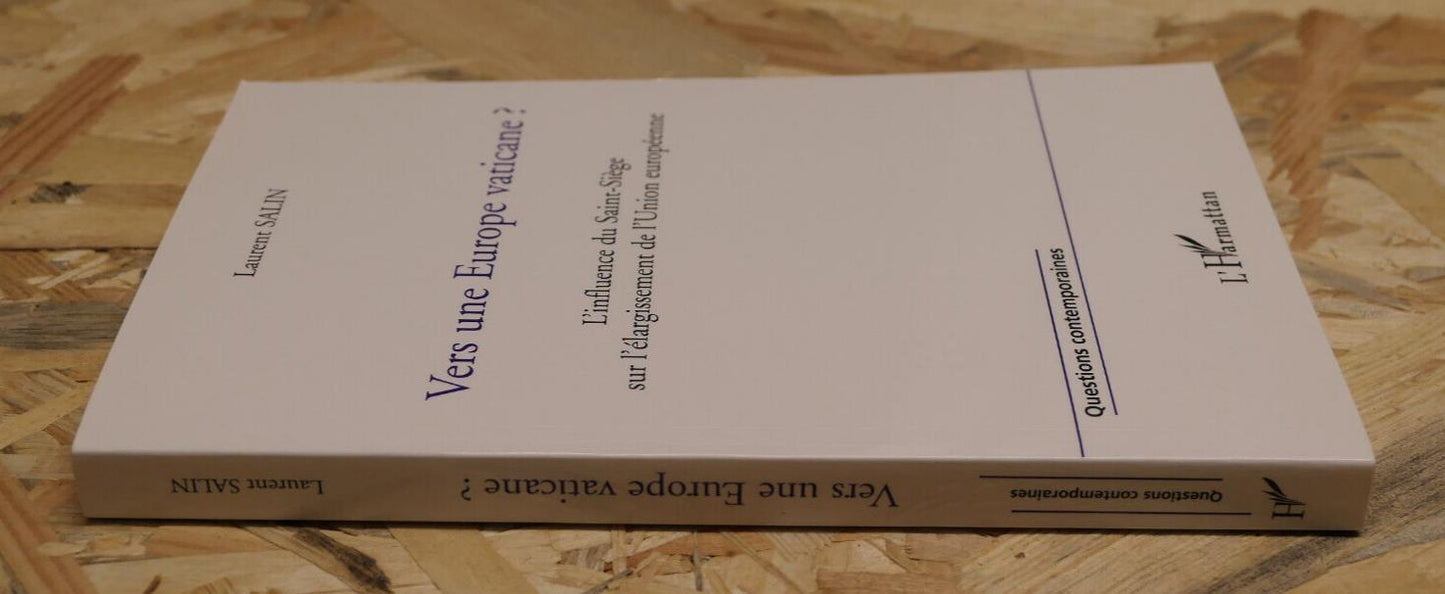 Laurent SALIN
Vers une Europe vaticane ?
L'influence du Saint-Siège
sur l'élargissement de l'Union européenne
Questions contemporaines
L'Harmattan
Laurent SALIN
Vers une Europe vaticane ?
Questions contemporaines
H